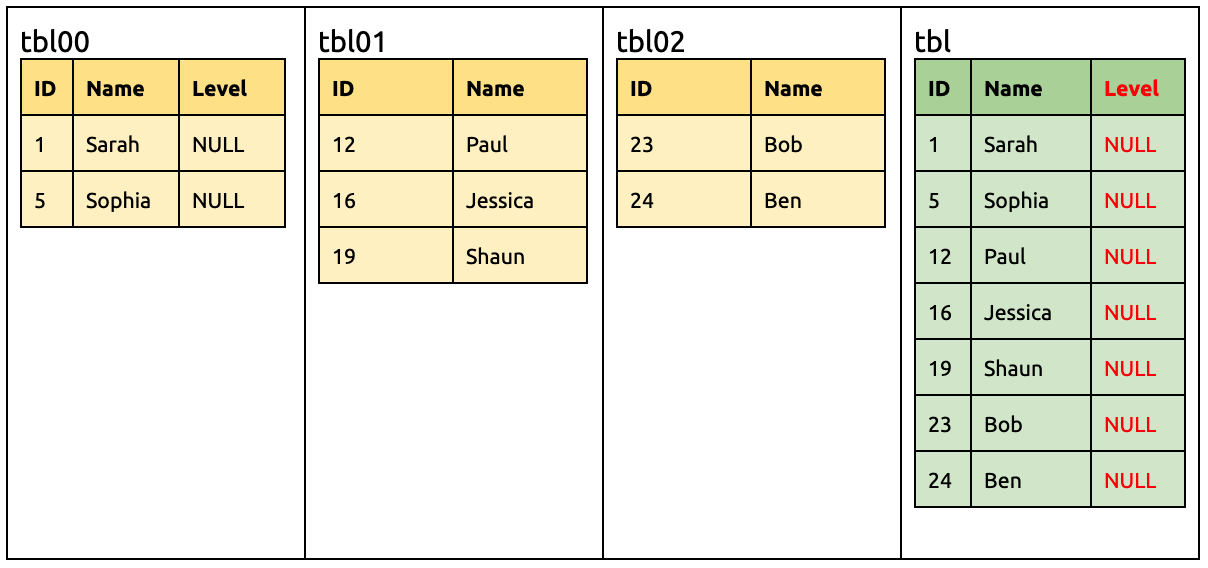 tbl00
ID Name Level
1 Sarah NULL
5 Sophia NULL
tbl01
ID Name
12 Paul
16 Jessica
19 Shaun
tbl02
ID Name
23 Bob
24 Ben
tbl
ID Name Level
1 Sarah NULL
5 Sophia NULL
12 Paul NULL
16 Jessica NULL
19 Shaun NULL
23 Bob NULL
24 Ben NULL